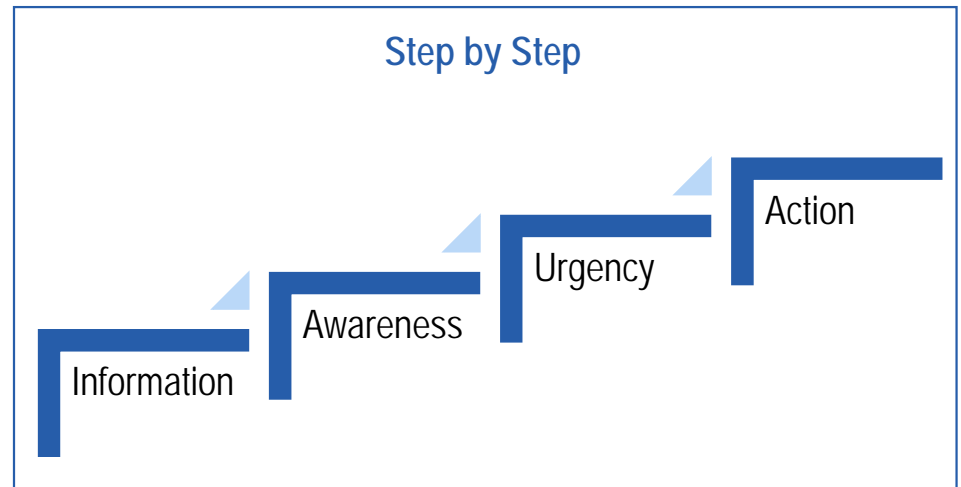 Step by Step
Information
Awareness
Urgency
Action